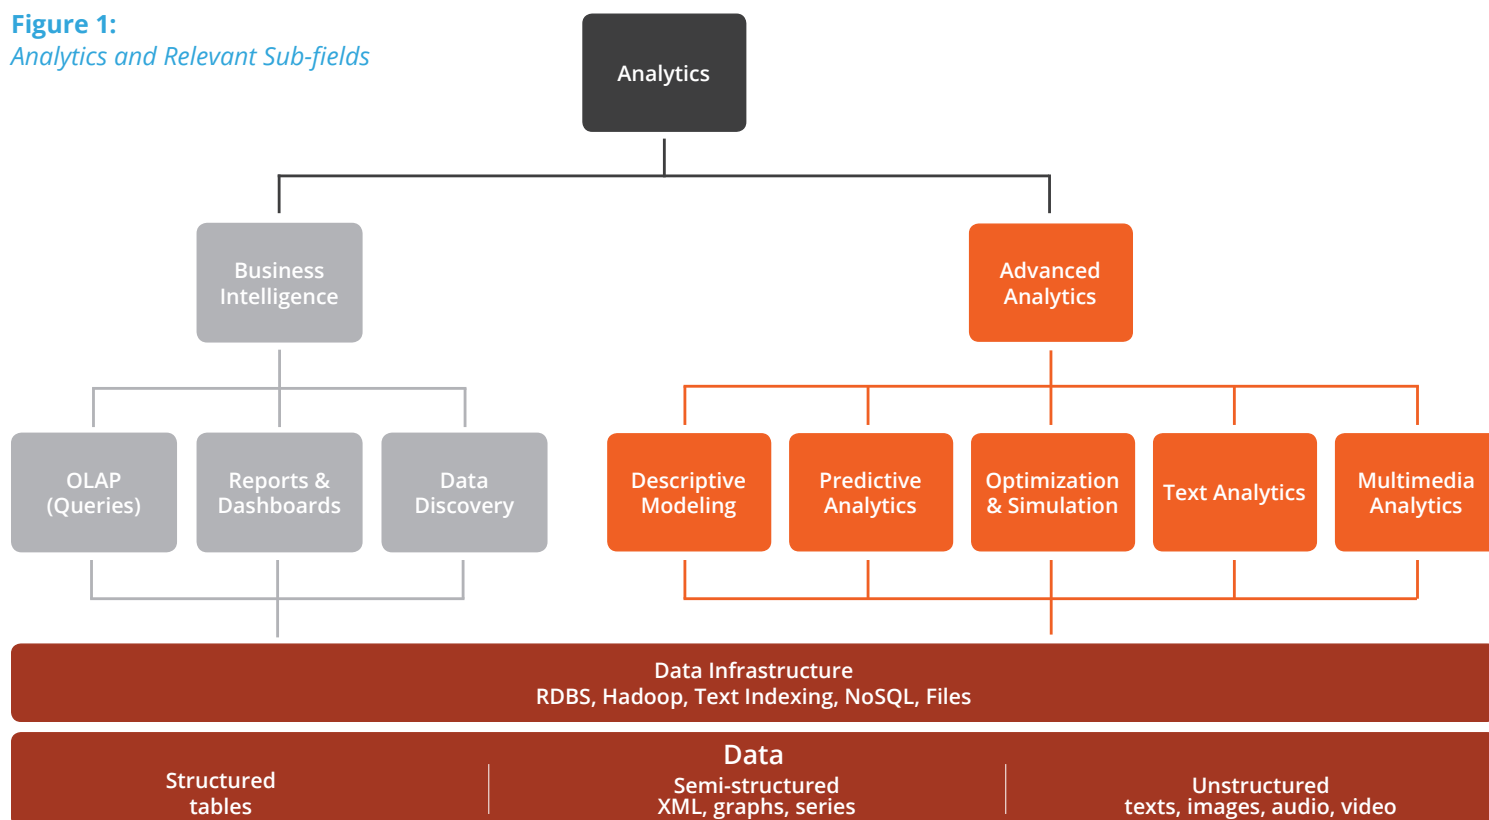 Figure 1:
Analytics and Relevant Sub-fields
Analytics
Business
Intelligence
Advanced
Analytics
OLAP
(Queries)
Reports &
Dashboards
Data
Discovery
Descriptive
Modeling
Predictive
Analytics
Optimization
& Simulation
Text Analytics
Multimedia
Analytics
Data Infrastructure
RDBS, Hadoop, Text Indexing, NoSQL, Files
Data
Structured
tables
Semi-structured
XML, graphs, series
Unstructured
texts, images, audio, video